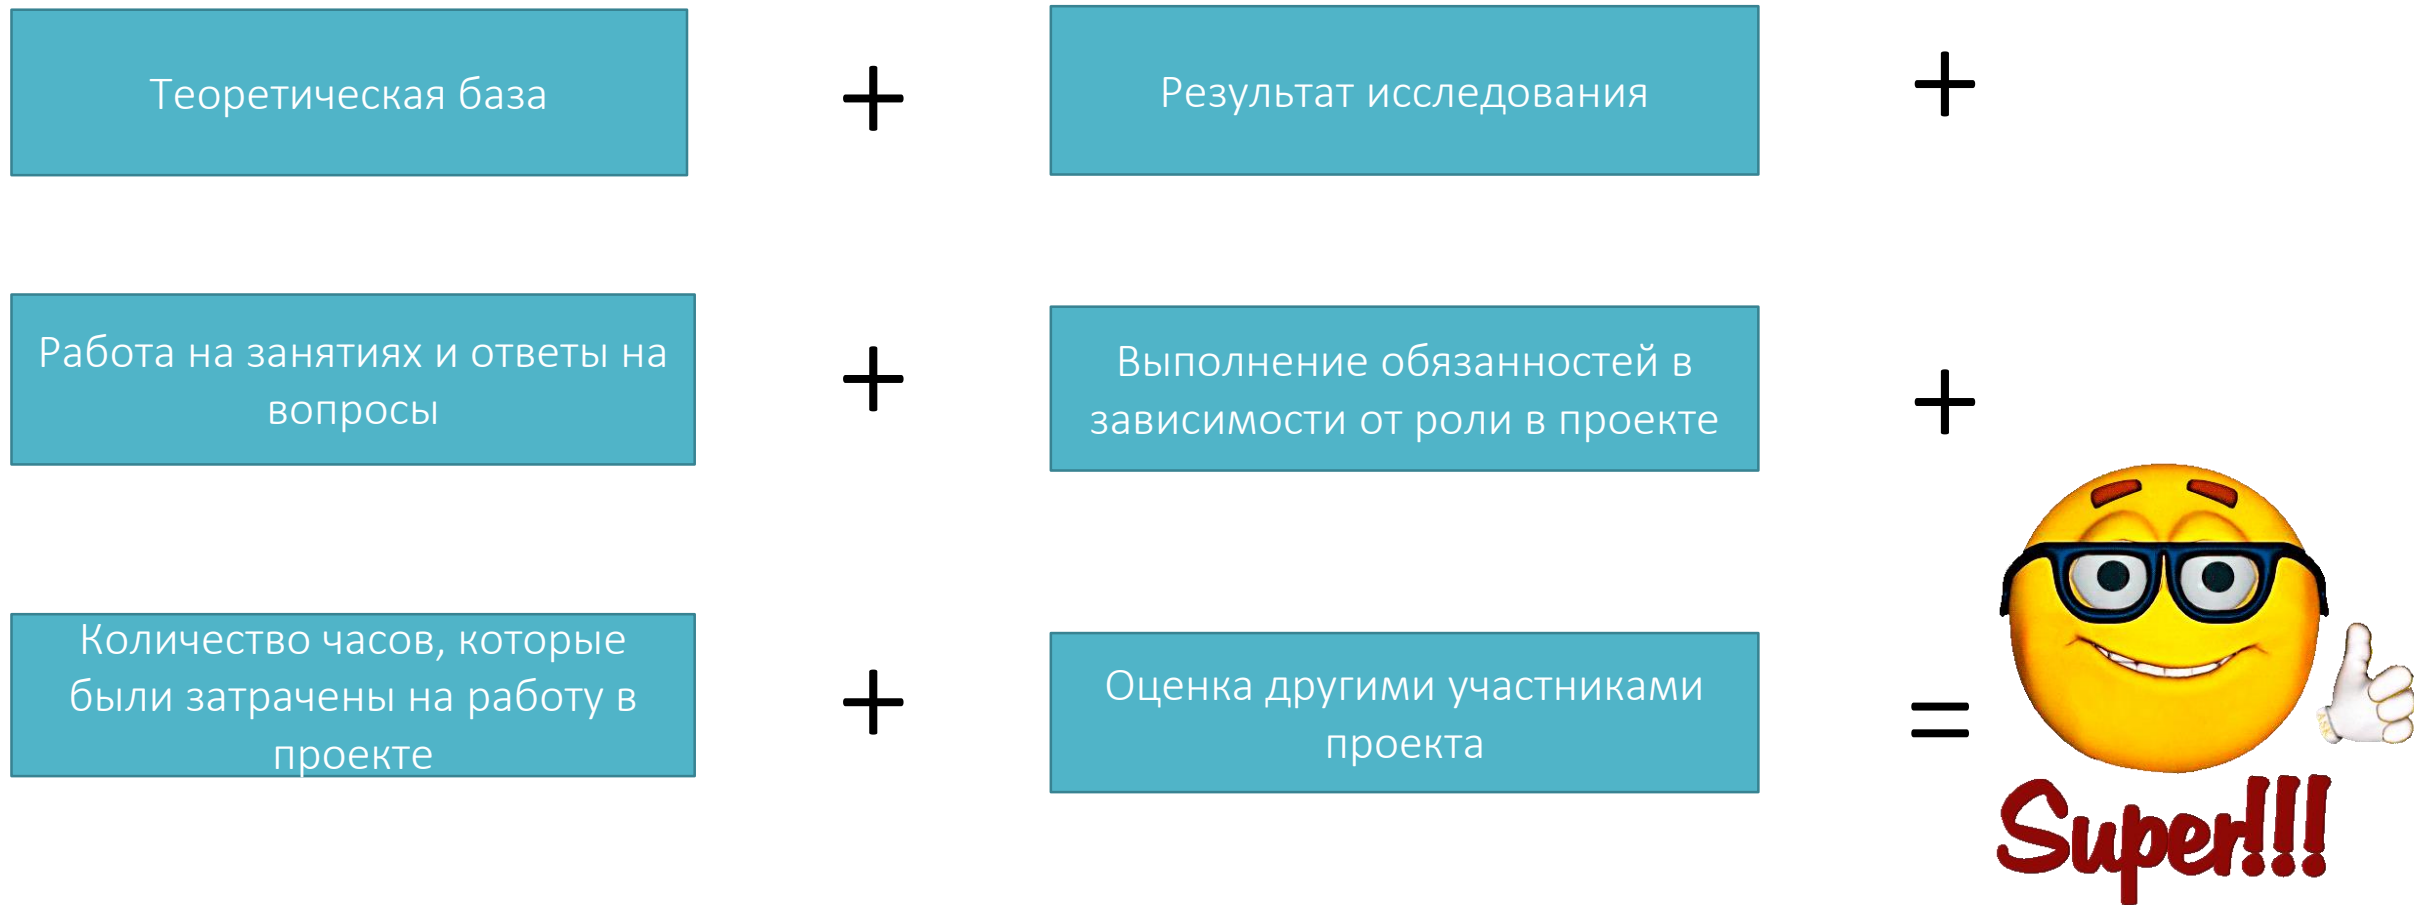 Теоретическая база
+
Результат исследования
+
Работа на занятиях и ответы на
вопросы
+
Выполнение обязанностей в
зависимости от роли в проекте
+
Количество часов, которые
были затрачены на работу в
проекте
+
Оценка другими участниками
проекта
=
Super!!!